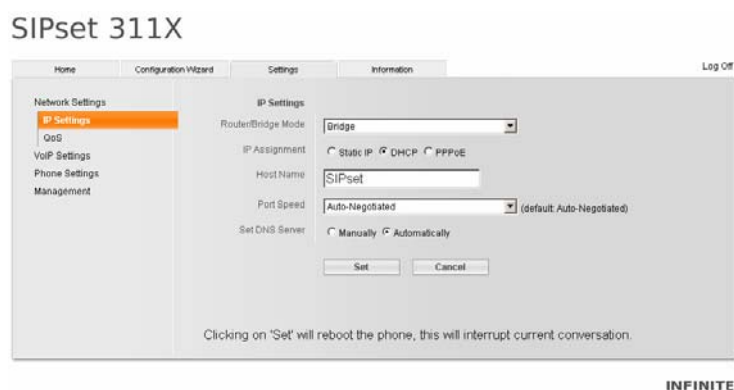 SIPset 311X
Home Configuration Wizard Settings Information Log Off
Network Settings
IP Settings
QoS
VoIP Settings
Phone Settings
Management
IP Settings
Router/Bridge Mode Bridge
IP Assignment Static IP DHCP PPPoE
Host Name SIPset
Port Speed Auto-Negotiated (default: Auto-Negotiated)
Set DNS Server Manually Automatically
Set Cancel
Clicking on 'Set' will reboot the phone, this will interrupt current conversation.
INFINITE